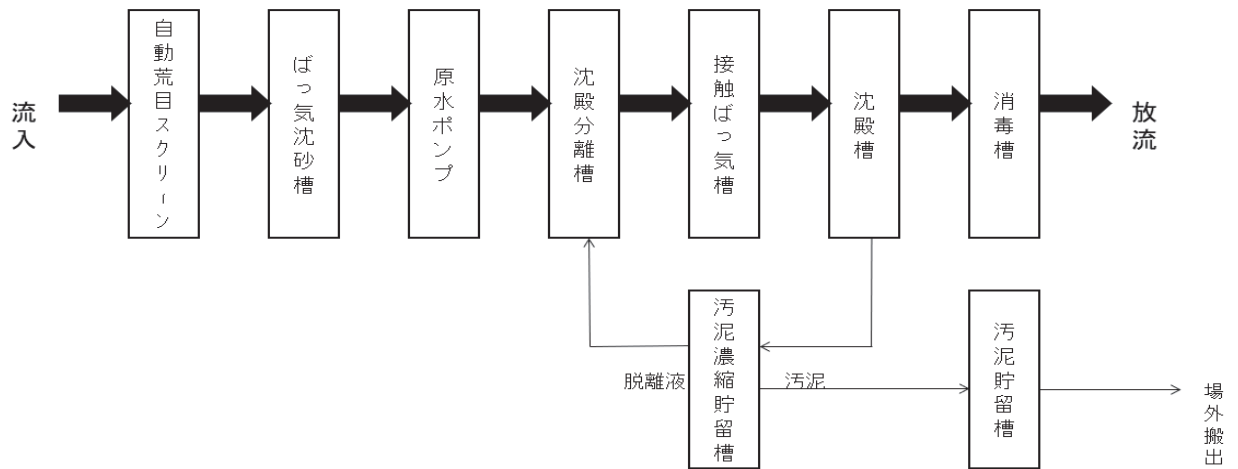 流入
自動荒目スクリーン
ばっ気沈砂槽
原水ポンプ
沈殿分離槽
接触ばっ気槽
沈殿槽
消毒槽
放流
脱離液
汚泥濃縮貯留槽
汚泥
汚泥貯留槽
場外搬出